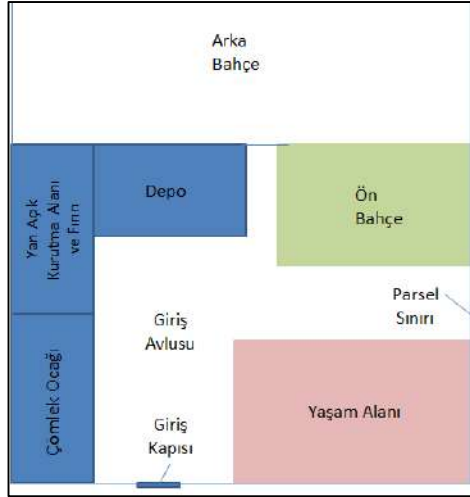 Arka
Bahçe
Yarı Açık
Kurutma Alanı
ve Fırın
Depo
Ön
Bahçe
Parsel
Sınırı
Giriş
Avlusu
Çömlek Ocağı
Yaşam Alanı
Giriş
Kapısı